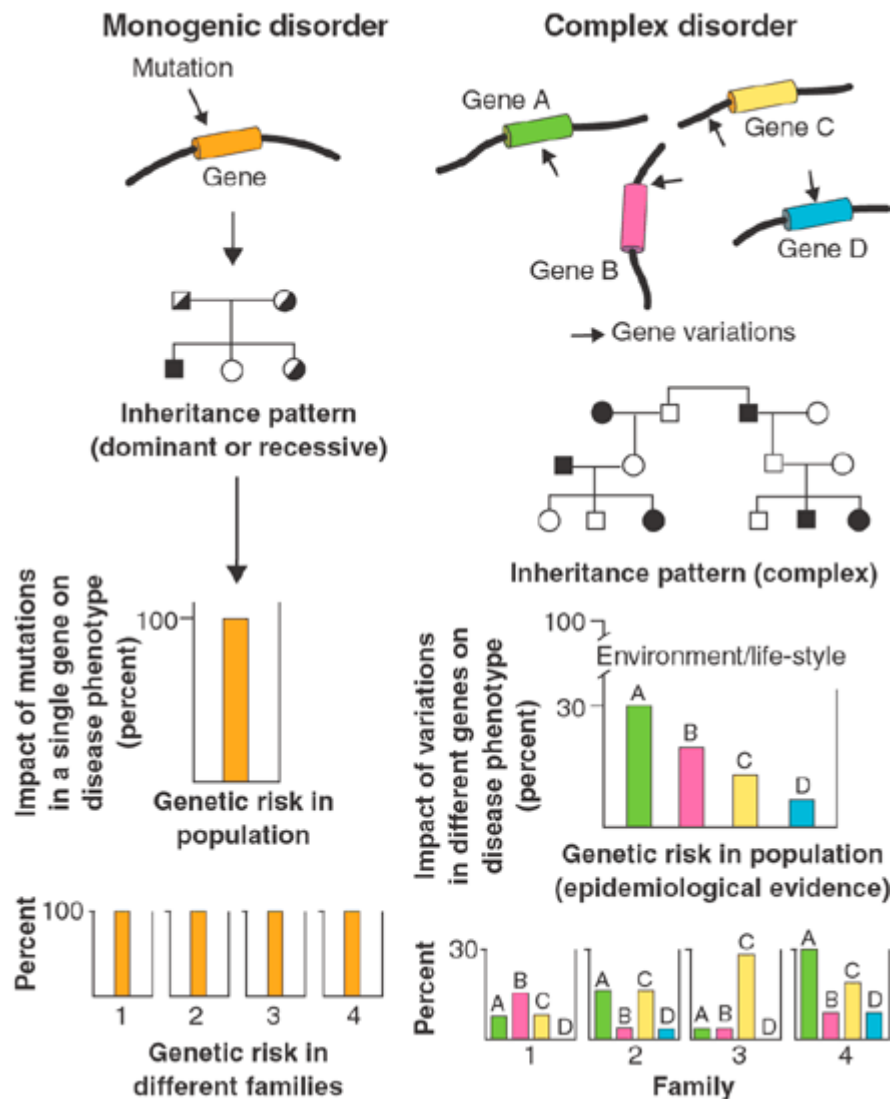 Monogenic disorder
Mutation
Gene
Inheritance pattern
(dominant or recessive)
Impact of mutations
in a single gene on
disease phenotype
(percent)
100
Genetic risk in
population
Percent
100
1 2 3 4
Genetic risk in
different families
Complex disorder
Gene A
Gene C
Gene B
Gene D
Gene variations
Inheritance pattern (complex)
Impact of variations
in different genes on
disease phenotype
(percent)
100
Environment/life-style
30
A
B
C
D
Genetic risk in population
(epidemiological evidence)
Percent
30
A B C D
A B C D
A B C D
A B C D
1 2 3 4
Family